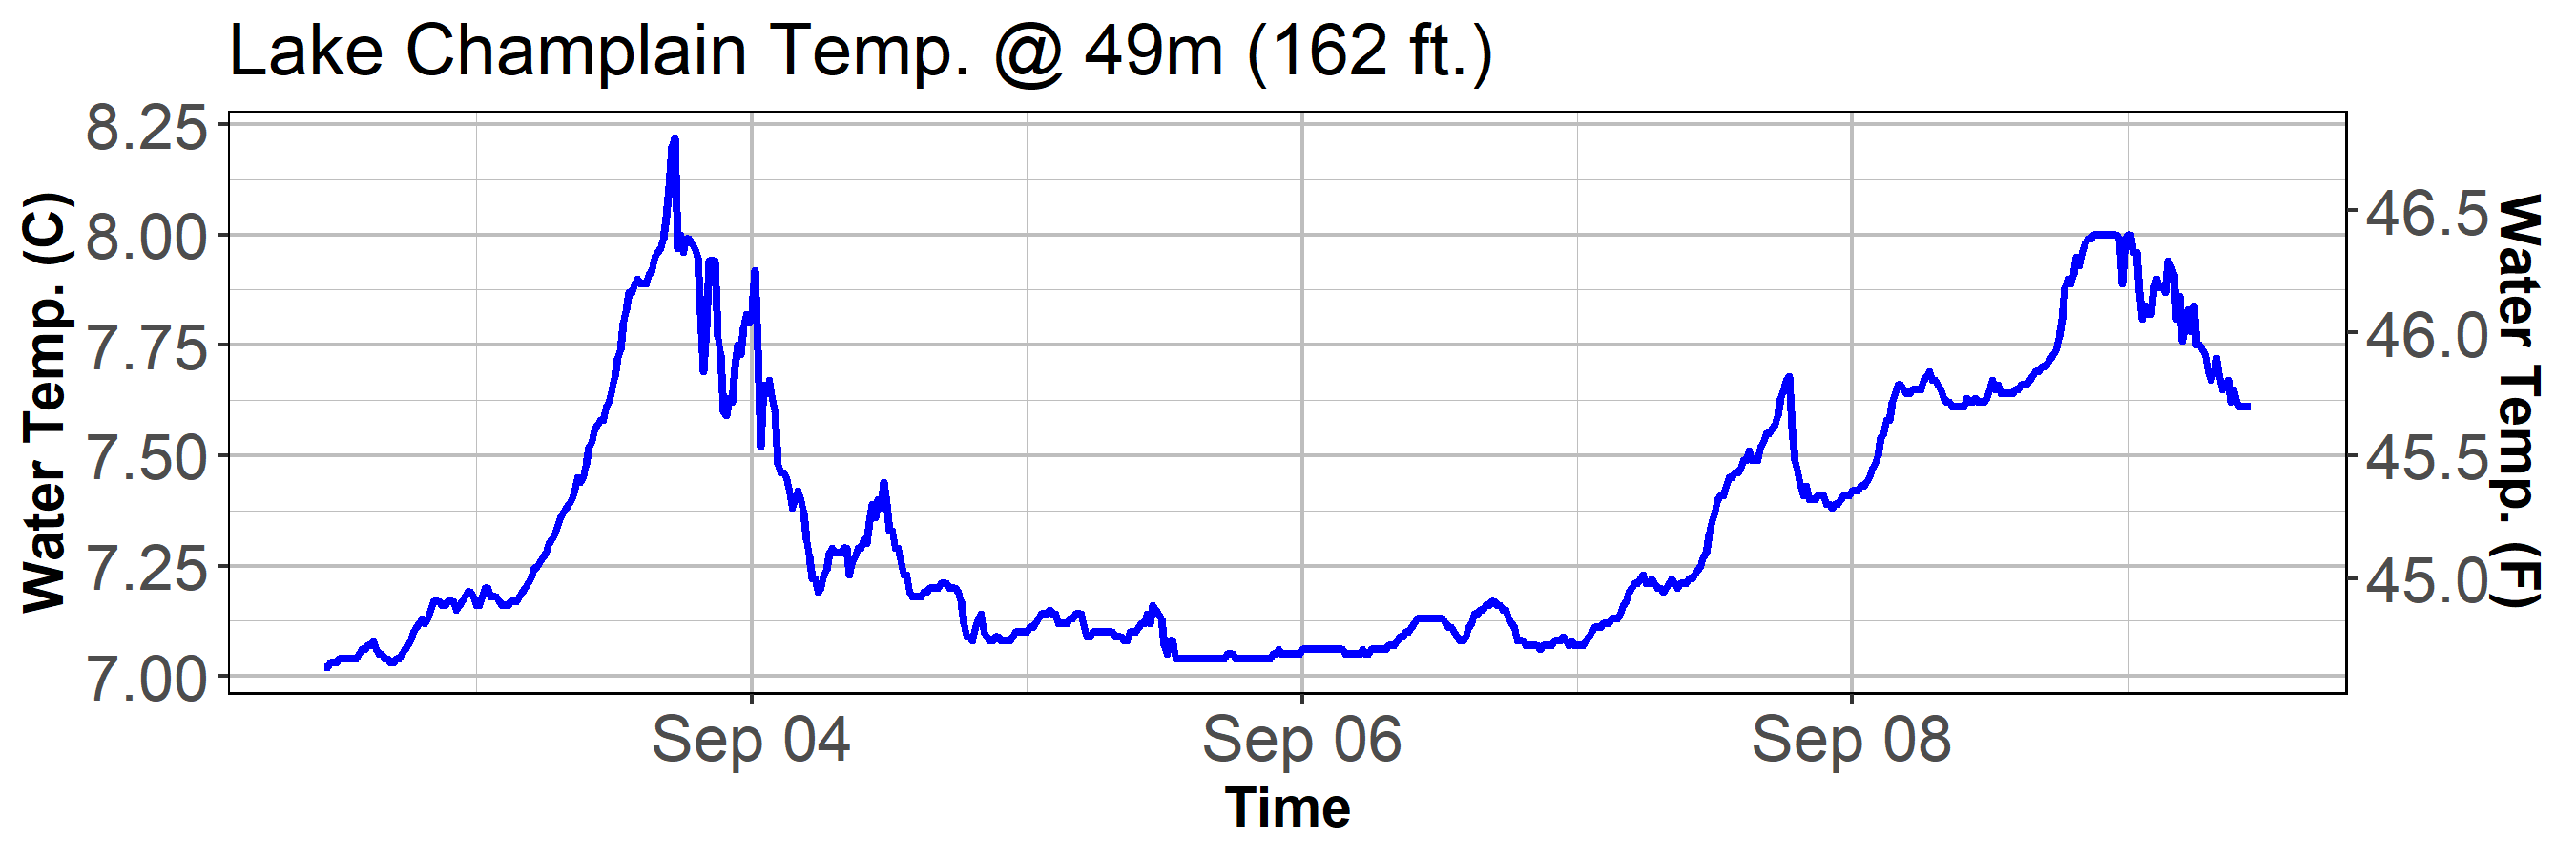 Lake Champlain Temp. @ 49m (162 ft.)
Water Temp. (C)
8.25
8.00
7.75
7.50
7.25
7.00
46.5
46.0
45.5
45.0
Water Temp. (F)
Sep 04 Sep 06 Sep 08
Time